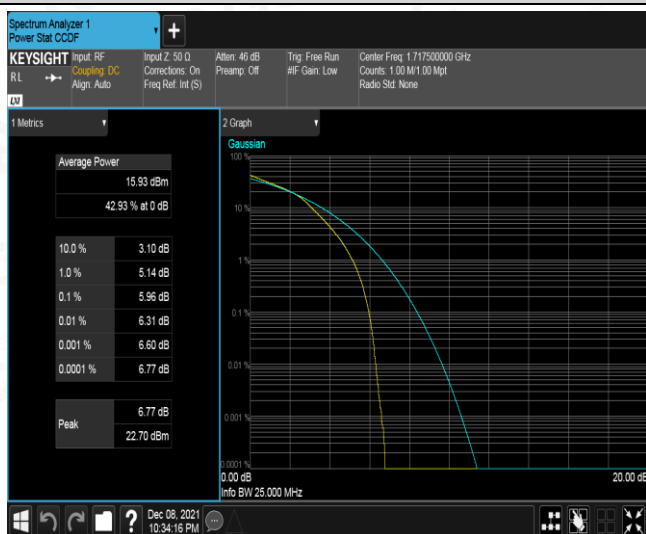 Spectrum Analyzer 1
Power Stat CCDF
+
KEYSIGHT
RL
LXI
Input: RF
Coupling: DC
Align: Auto
Input Z: 50 Ω
Corrections: On
Freq Ref: Int (S)
Atten: 46 dB
Preamp: Off
Trig: Free Run
#IF Gain: Low
Center Freq: 1.717500000 GHz
Counts: 1.00 M/1.00 Mpt
Radio Std: None
1 Metrics
Average Power
15.93 dBm
42.93 % at 0 dB
10.0 % 3.10 dB
1.0 % 5.14 dB
0.1 % 5.96 dB
0.01 % 6.31 dB
0.001 % 6.60 dB
0.0001 % 6.77 dB
Peak
6.77 dB
22.70 dBm
2 Graph
Gaussian
100 %
10 %
1 %
0.1 %
0.01 %
0.001 %
0.0001 %
0.00 dB 20.00 dB
Info BW 25.000 MHz
?
Dec 08, 2021
10:34:16 PM